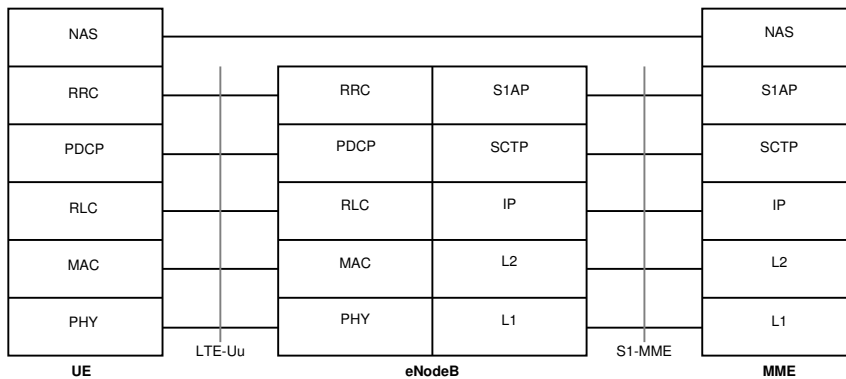 NAS
NAS
RRC
RRC
S1AP
S1AP
PDCP
PDCP
SCTP
SCTP
RLC
RLC
IP
IP
MAC
MAC
L2
L2
PHY
PHY
L1
L1
LTE-Uu
S1-MME
UE
eNodeB
MME